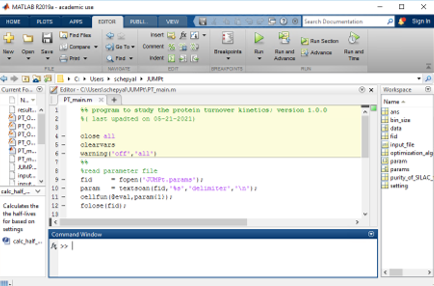 MATLAB R2019a - academic use
HOME PLOTS APPS EDITOR PUBLI... VIEW Search Documentation Sign In
New Open Save Find Files Compare Print Go To Find Insert Comment Indent Breakpoints Run Run and Advance Run Section Advance Run and Time
FILE NAVIGATE EDIT BREAKPOINTS RUN
C: Users schepyal JUMPt
Current Fo...
N...
result...
PT_O...
PT_O...
PT_O...
PT_m...
PT_m...
JUMP...
input...
input...
calc_half_...
Calculates the
the half-lives
for based on
settings
calc_half_...
Editor - C:\Users\schepyal\JUMPt\PT_main.m
PT_main.m
1 %% program to study the protein turnover kinetics; version 1.0.0
2 %( last upadted on 05-21-2021)
3
4 close all
5 clearvars
6 warning('off','all')
7 %%
8 %read parameter file
9 fid = fopen('JUMPt.params');
10 param = textscan(fid,'%s','delimiter','\n');
11 cellfun(@eval,param{1});
12 fclose(fid);
Command Window
fx >>
Workspace
Name
ans
bin_size
data
fid
input_file
optimisation_alg
param
params
purity_of_SILAC_
setting